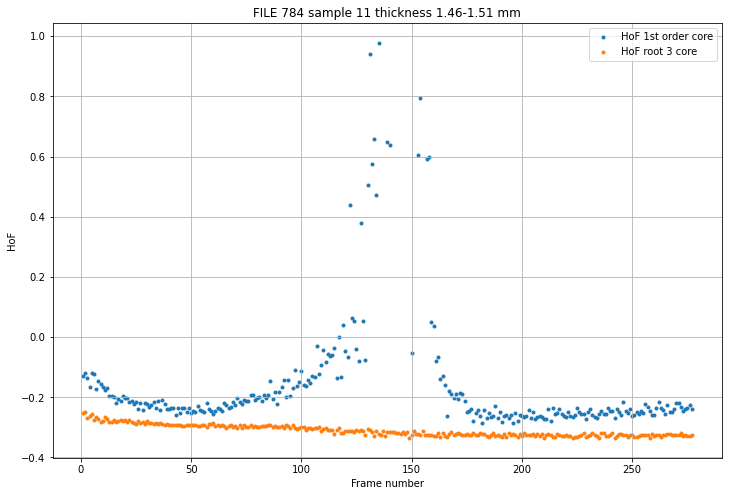 FILE 784 sample 11 thickness 1.46-1.51 mm
HoF 1st order core
HoF root 3 core
1.0
0.8
0.6
0.4
0.2
0.0
−0.2
−0.4
HoF
0 50 100 150 200 250
Frame number